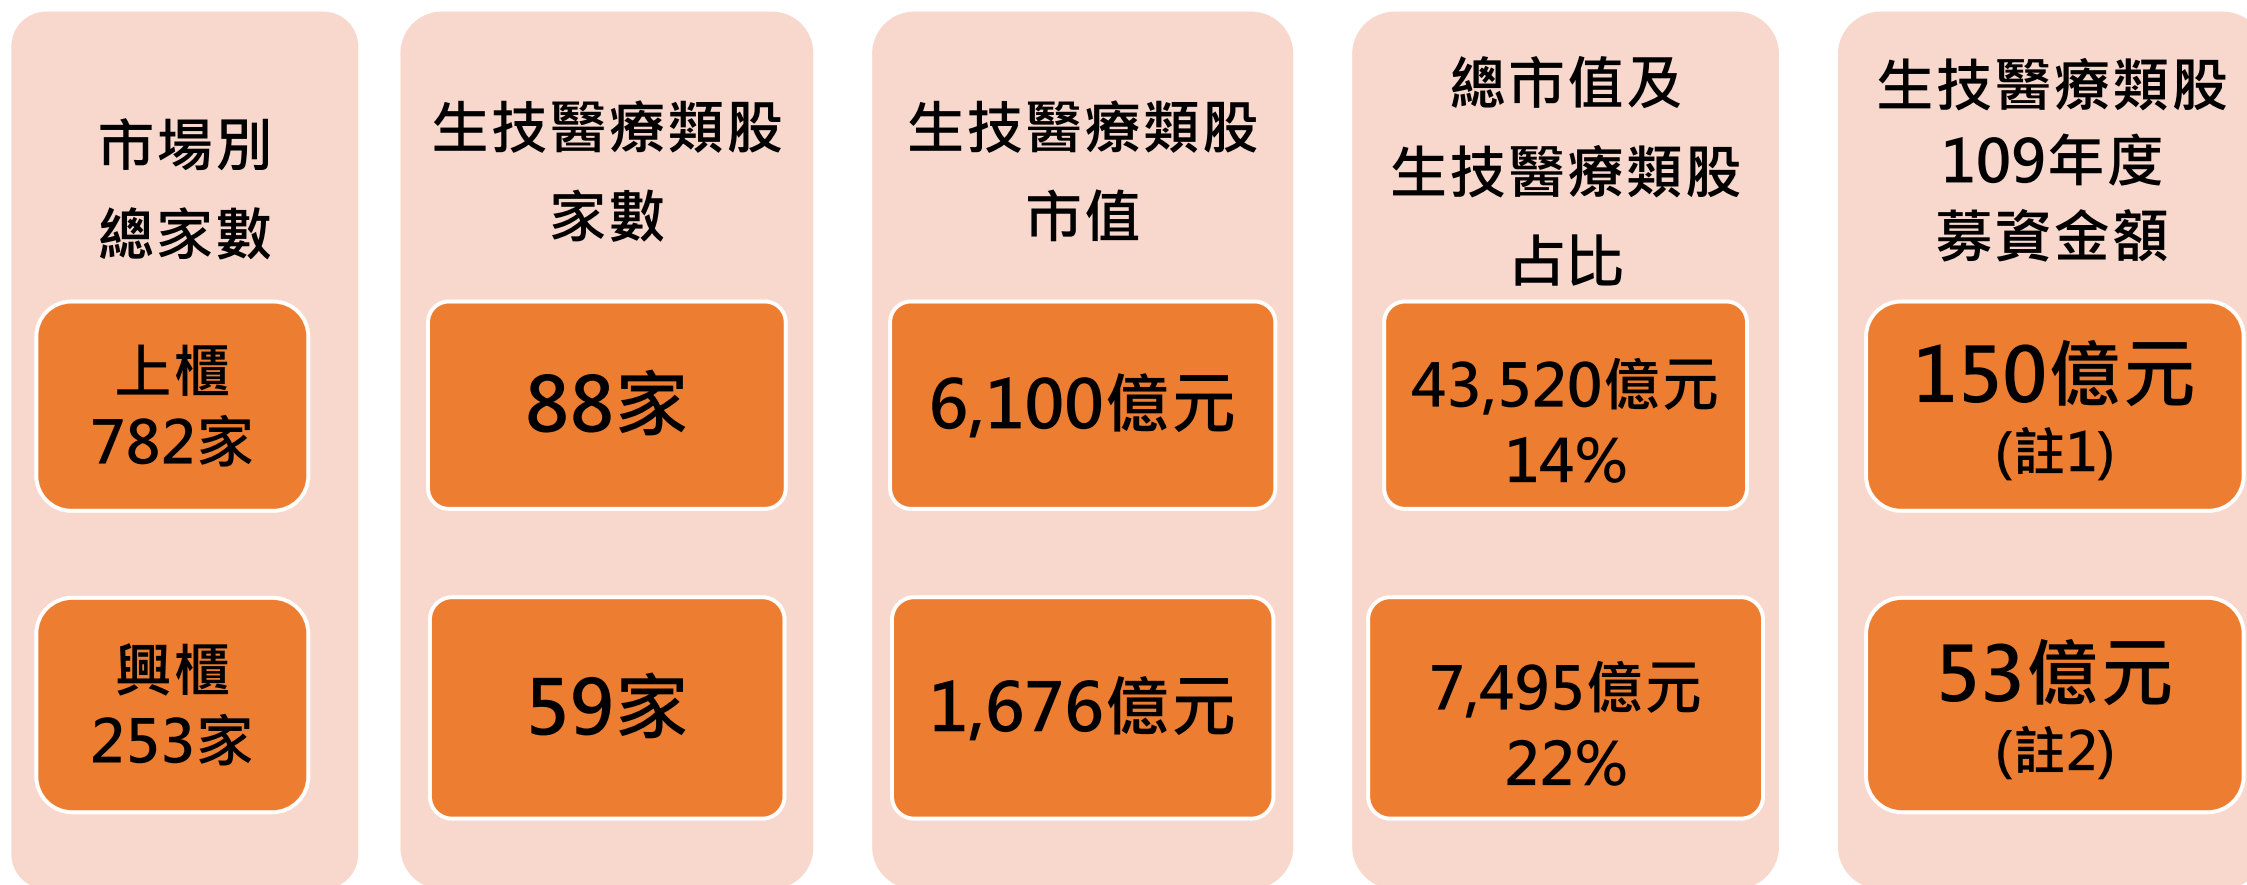 市場別
總家數
生技醫療類股
家數
生技醫療類股
市值
總市值及
生技醫療類股
占比
生技醫療類股
109年度
募資金額
上櫃
782家
88家
6,100億元
43,520億元
14%
150億元
(註1)
興櫃
253家
59家
1,676億元
7,495億元
22%
53億元
(註2)